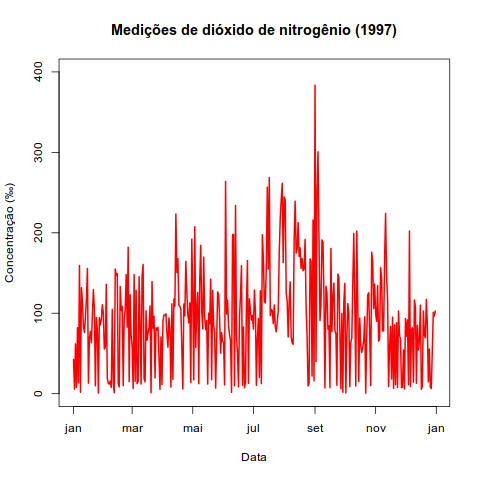 Medições de dióxido de nitrogênio (1997)
Concentração (‰)
400
300
200
100
0
jan mar mai jul set nov jan
Data